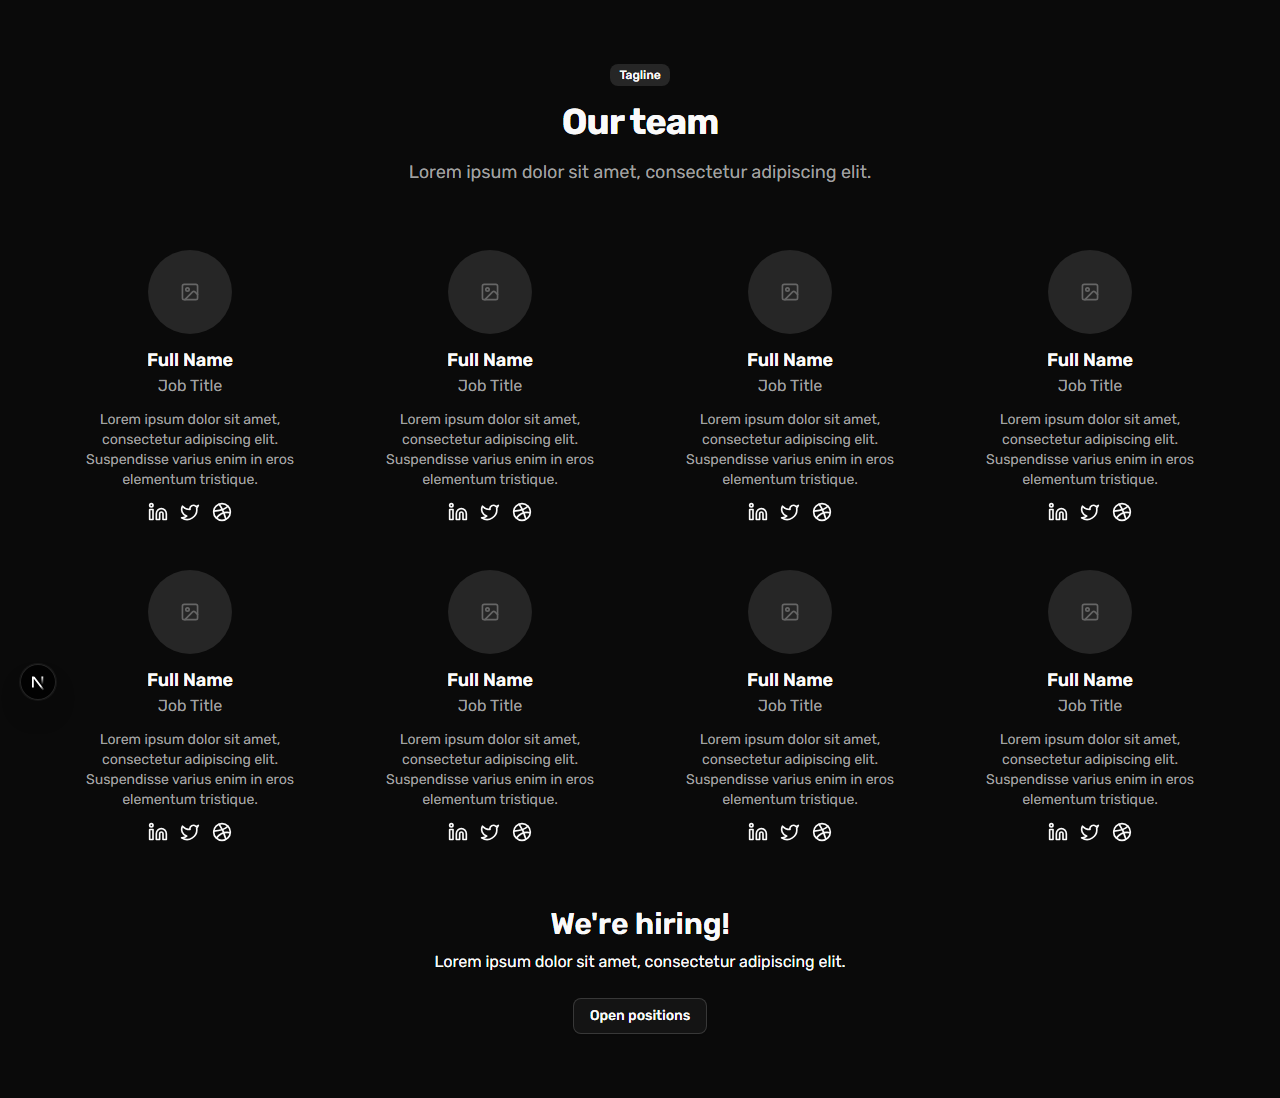 Tagline
Our team
Lorem ipsum dolor sit amet, consectetur adipiscing elit.
Full Name
Job Title
Lorem ipsum dolor sit amet,
consectetur adipiscing elit.
Suspendisse varius enim in eros
elementum tristique.
Full Name
Job Title
Lorem ipsum dolor sit amet,
consectetur adipiscing elit.
Suspendisse varius enim in eros
elementum tristique.
Full Name
Job Title
Lorem ipsum dolor sit amet,
consectetur adipiscing elit.
Suspendisse varius enim in eros
elementum tristique.
Full Name
Job Title
Lorem ipsum dolor sit amet,
consectetur adipiscing elit.
Suspendisse varius enim in eros
elementum tristique.
Full Name
Job Title
Lorem ipsum dolor sit amet,
consectetur adipiscing elit.
Suspendisse varius enim in eros
elementum tristique.
Full Name
Job Title
Lorem ipsum dolor sit amet,
consectetur adipiscing elit.
Suspendisse varius enim in eros
elementum tristique.
Full Name
Job Title
Lorem ipsum dolor sit amet,
consectetur adipiscing elit.
Suspendisse varius enim in eros
elementum tristique.
Full Name
Job Title
Lorem ipsum dolor sit amet,
consectetur adipiscing elit.
Suspendisse varius enim in eros
elementum tristique.
N
We're hiring!
Lorem ipsum dolor sit amet, consectetur adipiscing elit.
Open positions